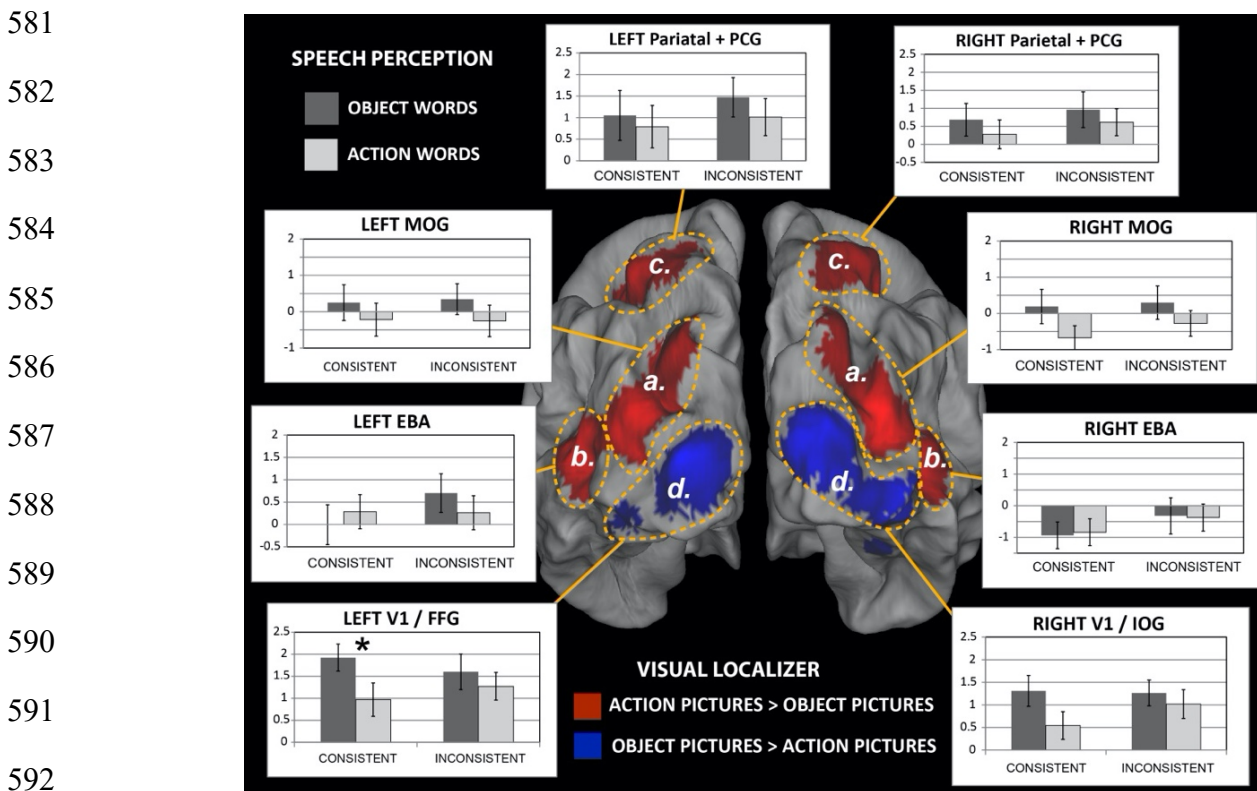 581
582
583
584
585
586
587
588
589
590
591
592
SPEECH PERCEPTION
OBJECT WORDS
ACTION WORDS
LEFT Pariatal + PCG
2.5
2
1.5
1
0.5
0
CONSISTENT INCONSISTENT
RIGHT Parietal + PCG
2.5
2
1.5
1
0.5
0
-0.5
CONSISTENT INCONSISTENT
LEFT MOG
2
1
0
-1
CONSISTENT INCONSISTENT
RIGHT MOG
2
1
0
-1
CONSISTENT INCONSISTENT
c. c.
a. a.
b. b.
d. d.
LEFT EBA
2
1.5
1
0.5
0
-0.5
CONSISTENT INCONSISTENT
RIGHT EBA
2
1
0
-1
CONSISTENT INCONSISTENT
LEFT V1 / FFG
2.5
2
1.5
1
0.5
0
*
CONSISTENT INCONSISTENT
VISUAL LOCALIZER
ACTION PICTURES > OBJECT PICTURES
OBJECT PICTURES > ACTION PICTURES
RIGHT V1 / IOG
2.5
2
1.5
1
0.5
0
CONSISTENT INCONSISTENT